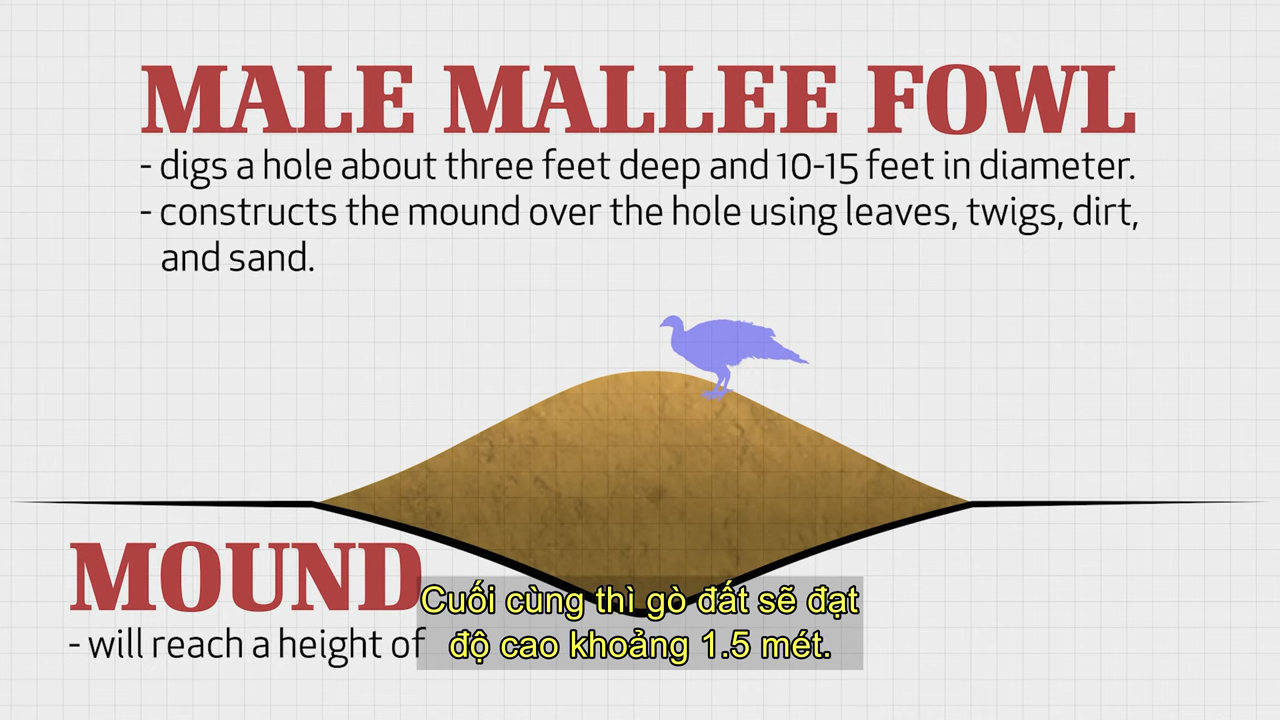 MALE MALLEE FOWL
- digs a hole about three feet deep and 10-15 feet in diameter.
- constructs the mound over the hole using leaves, twigs, dirt,
and sand.
MOUND
- will reach a height of
Cuối cùng thì gò đất sẽ đạt
độ cao khoảng 1.5 mét.